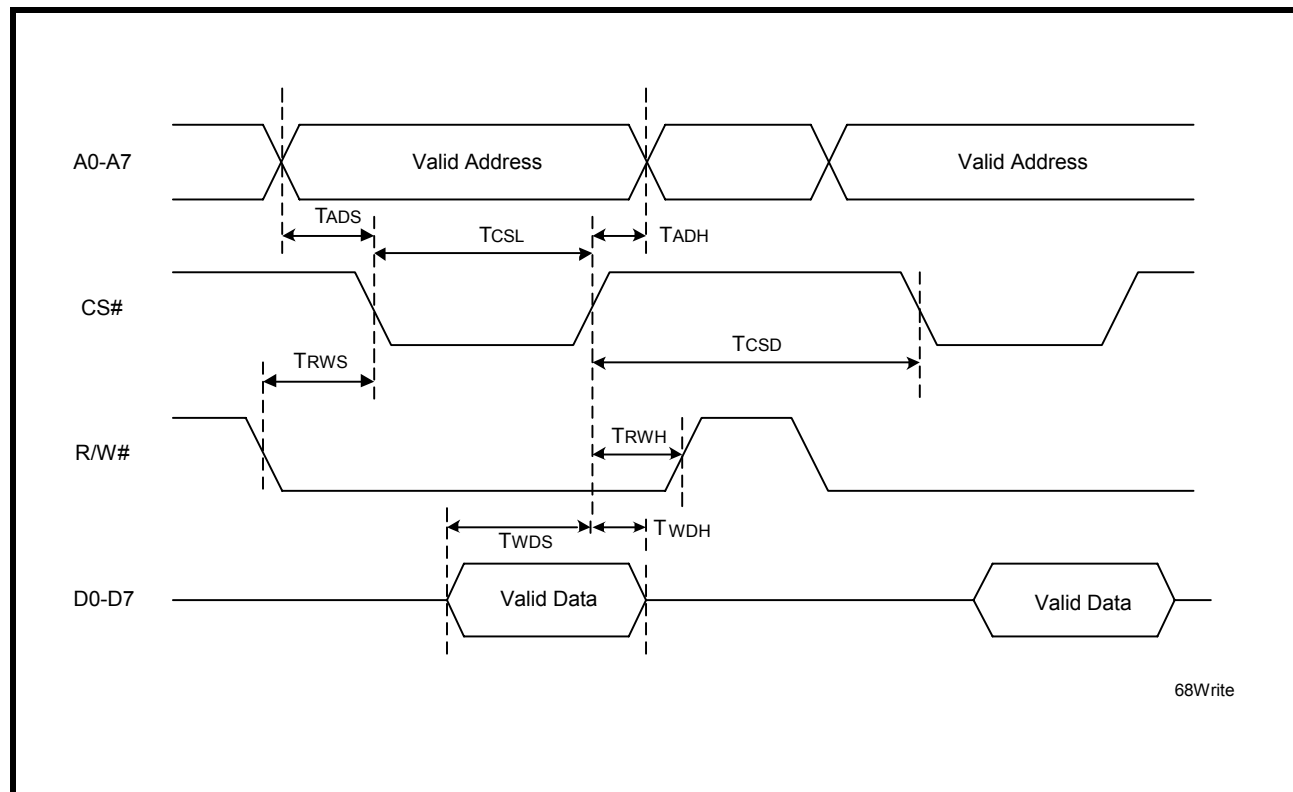 A0-A7
Valid Address
Valid Address
TADS
TCSL
TADH
CS#
TCSD
TRWS
R/W#
TRWH
TWDS
TWDH
D0-D7
Valid Data
Valid Data
68Write